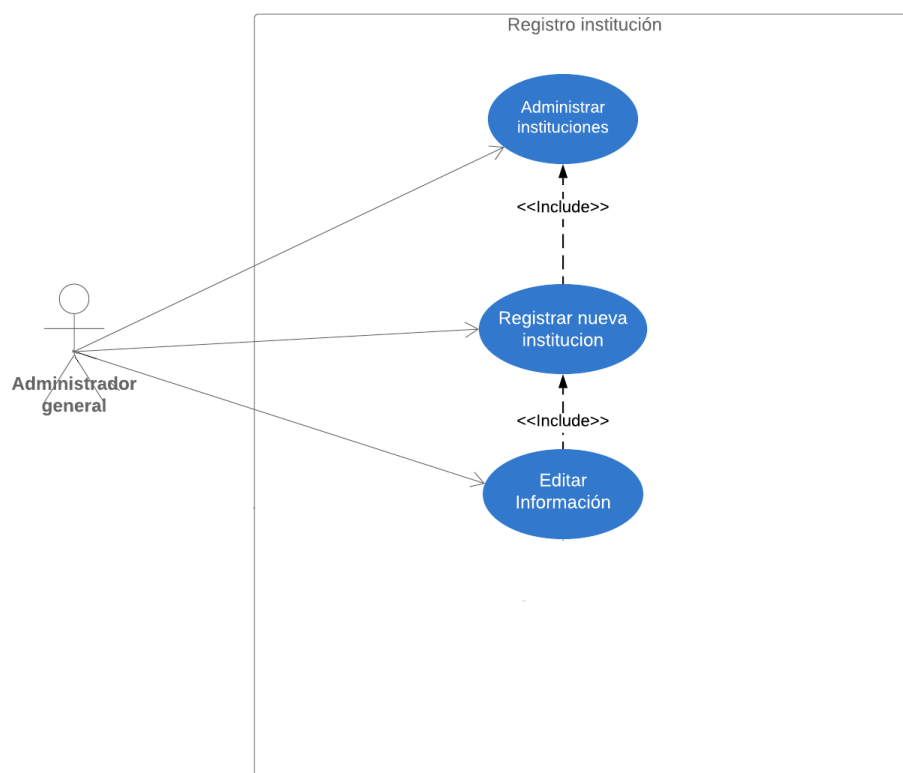 Registro institución
Administrar
instituciones
<<Include>>
Registrar nueva
institucion
Administrador
general
<<Include>>
Editar
Información